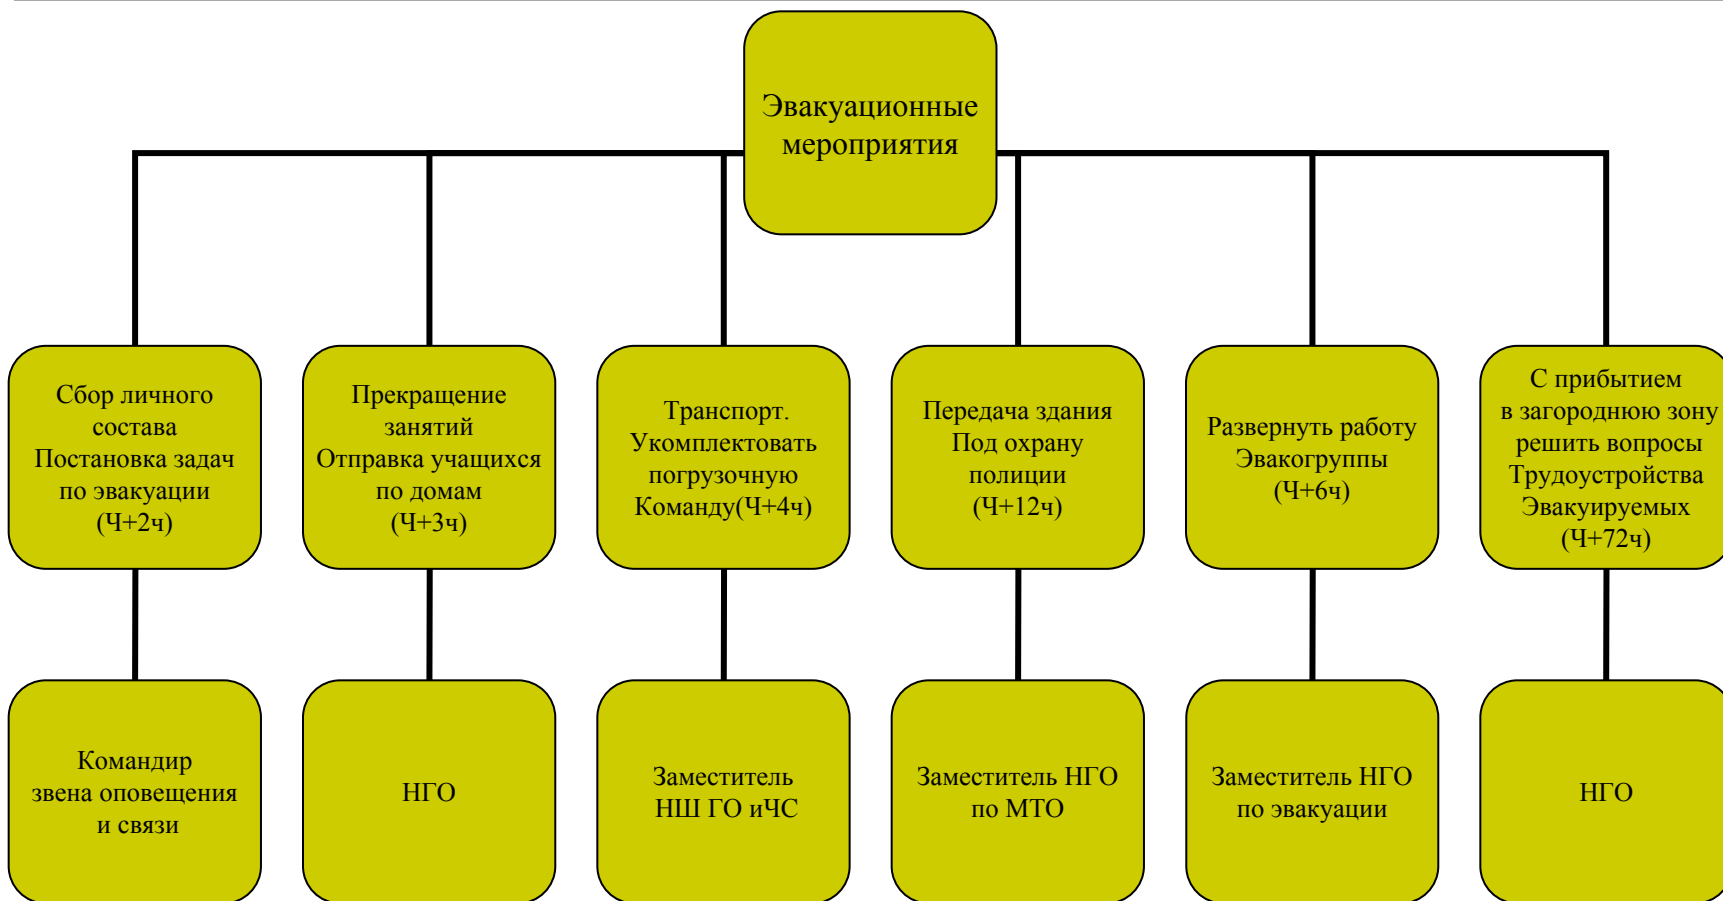 Эвакуационные
мероприятия
Сбор личного
состава
Постановка задач
по эвакуации
(Ч+2ч)
Прекращение
занятий
Отправка учащихся
по домам
(Ч+3ч)
Транспорт.
Укомплектовать
погрузочную
Команду(Ч+4ч)
Передача здания
Под охрану
полиции
(Ч+12ч)
Развернуть работу
Эвакогруппы
(Ч+6ч)
С прибытием
в загороднюю зону
решить вопросы
Трудоустройства
Эвакуируемых
(Ч+72ч)
Командир
звена оповещения
и связи
НГО
Заместитель
НШ ГО иЧС
Заместитель НГО
по МТО
Заместитель НГО
по эвакуации
НГО